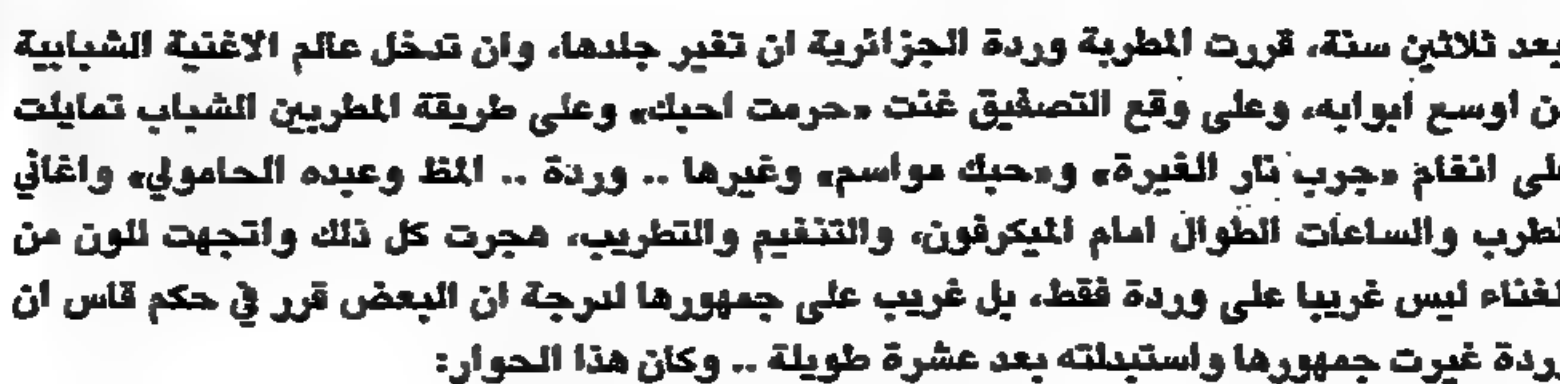 بعد ثلاثين سنة، قررت المطربة وردة الجزائرية ان تغير جلدها، وان تدخل عالم الاغنية الشبابية
من اوسع ابوابه، وعلى وقع التصفيق غنت «حرمت احبك» وعلى طريقة المطربين الشباب تمايلت
على انغام «جرب نار الغيرة» و«حبك مواسم» وغيرها .. وردة .. المظ وعبده الحامولي» واغاني
الطرب والساعات الطوال امام الميكرفون، والتنغيم والتطريب، هجرت كل ذلك واتجهت للون من
الغناء ليس غريبا على وردة فقط، بل غريب على جمهورها لدرجة ان البعض قرر في حكم قاس ان
وردة غيرت جمهورها واستبدلته بعد عشرة طويلة .. وكان هذا الحوار: